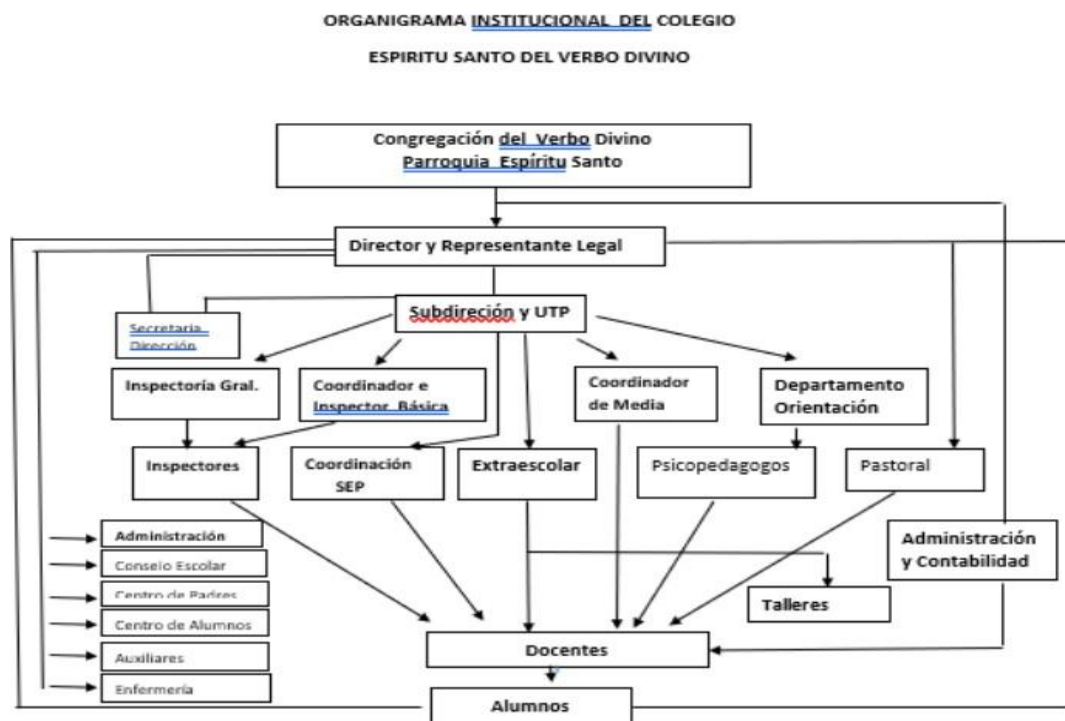 ORGANIGRAMA INSTITUCIONAL DEL COLEGIO
ESPIRITU SANTO DEL VERBO DIVINO
Congregación del Verbo Divino
Parroquia Espíritu Santo
Director y Representante Legal
Subdireción y UTP
Secretaria
Dirección
Inspectoría Gral.
Coordinador e
Inspector Básica
Coordinador
de Media
Departamento
Orientación
Inspectores
Coordinación
SEP
Extraescolar
Psicopedagogos
Pastoral
Administración
Consejo Escolar
Centro de Padres
Centro de Alumnos
Auxiliares
Enfermería
Administración
y Contabilidad
Talleres
Docentes
Alumnos